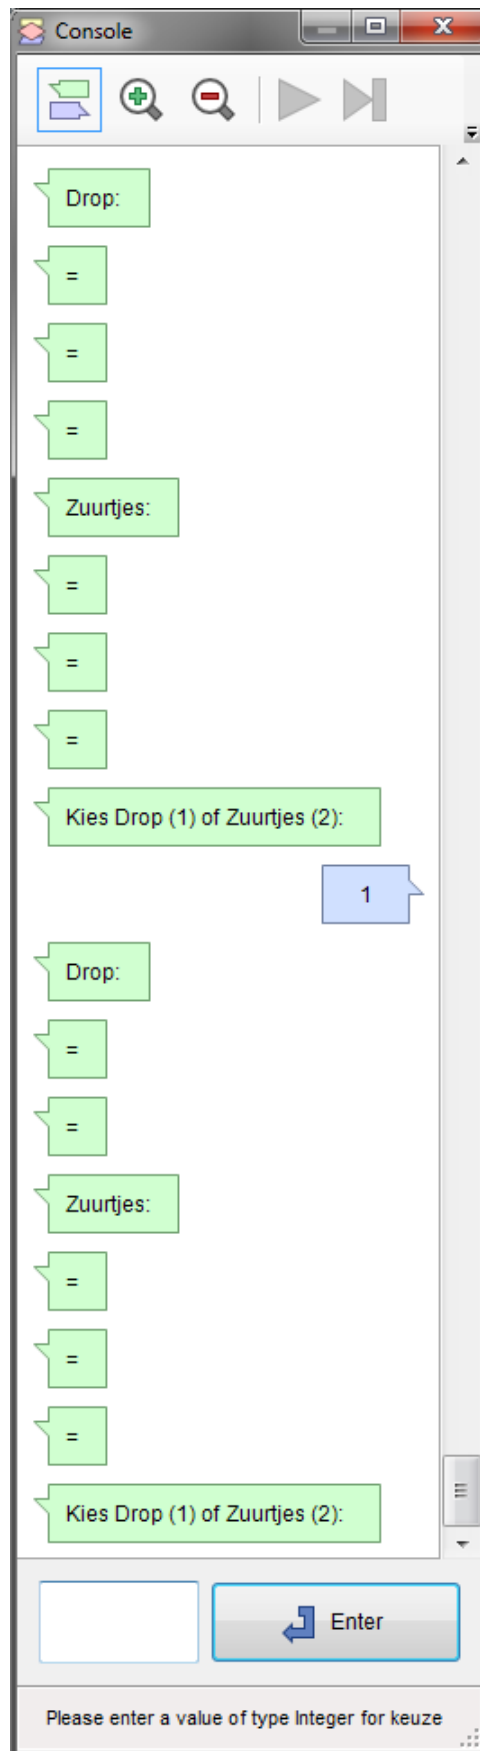 Console
Drop:
=
=
=
Zuurtjes:
=
=
=
Kies Drop (1) of Zuurtjes (2):
1
Drop:
=
=
Zuurtjes:
=
=
=
Kies Drop (1) of Zuurtjes (2):
Enter
Please enter a value of type Integer for keuze